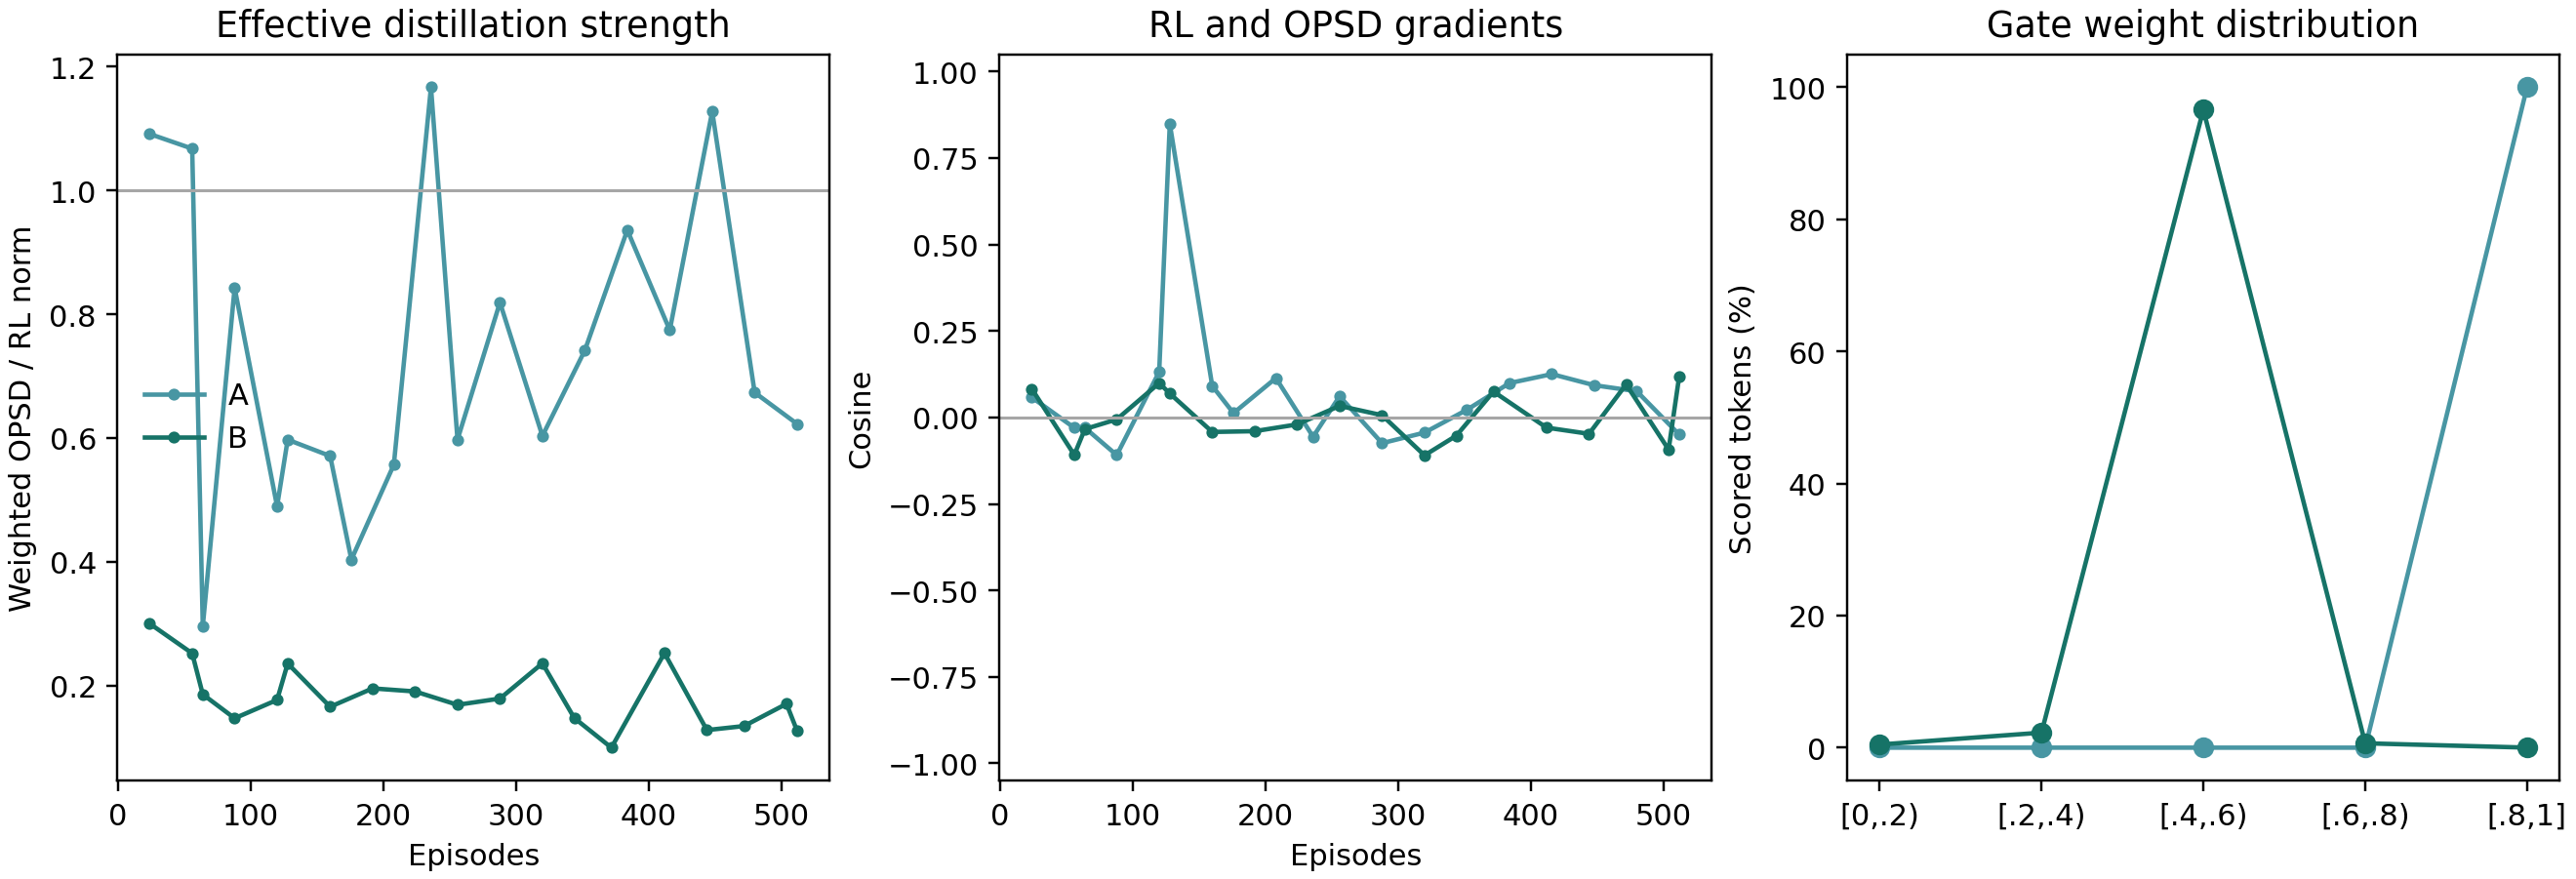 Effective distillation strength
Weighted OPSD / RL norm
1.2
1.0
0.8
0.6
0.4
0.2
A
B
0 100 200 300 400 500
Episodes
RL and OPSD gradients
Cosine
1.00
0.75
0.50
0.25
0.00
−0.25
−0.50
−0.75
−1.00
0 100 200 300 400 500
Episodes
Gate weight distribution
Scored tokens (%)
100
80
60
40
20
0
[0,.2) [.2,.4) [.4,.6) [.6,.8) [.8,1]